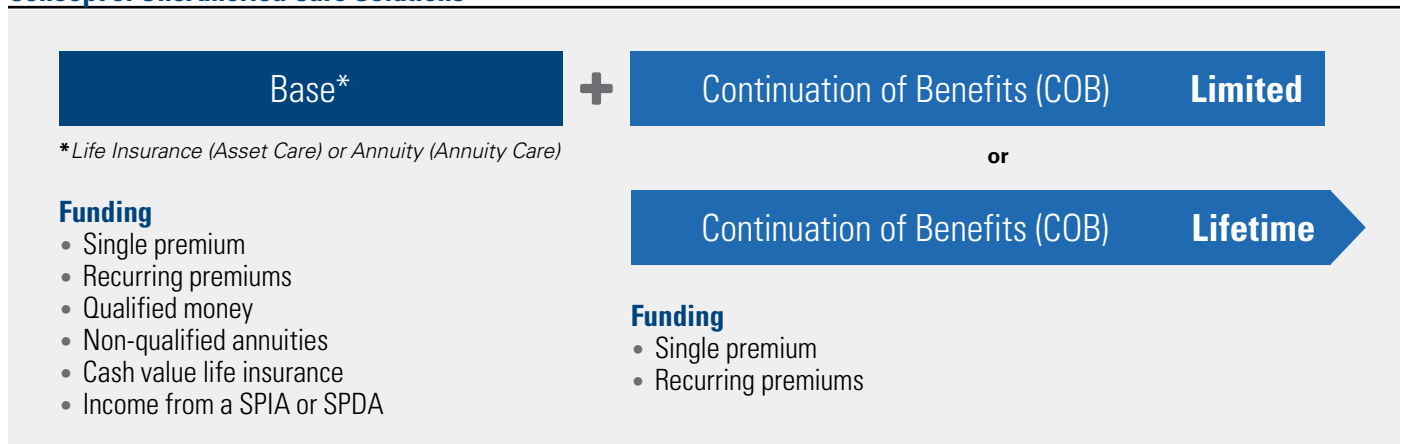 Base*
+
Continuation of Benefits (COB) Limited
*Life Insurance (Asset Care) or Annuity (Annuity Care)
or
Continuation of Benefits (COB) Lifetime
Funding
• Single premium
• Recurring premiums
• Qualified money
• Non-qualified annuities
• Cash value life insurance
• Income from a SPIA or SPDA
Funding
• Single premium
• Recurring premiums